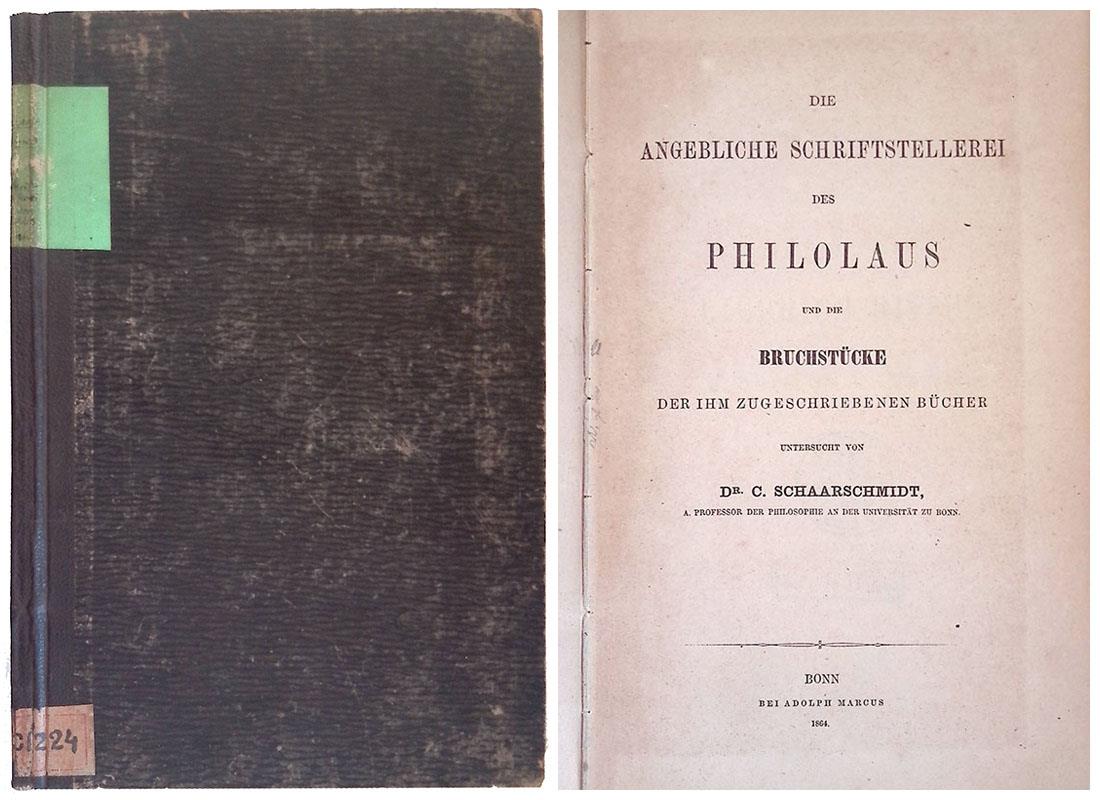 C/224
DIE
ANGEBLICHE SCHRIFTSTELLEREI
DES
PHILOLAUS
UND DIE
BRUCHSTÜCKE
DER IHM ZUGESCHRIEBENEN BÜCHER
UNTERSUCHT VON
DR. C. SCHAARSCHMIDT,
A. PROFESSOR DER PHILOSOPHIE AN DER UNIVERSITÄT ZU BONN.
BONN
BEI ADOLPH MARCUS
1864.